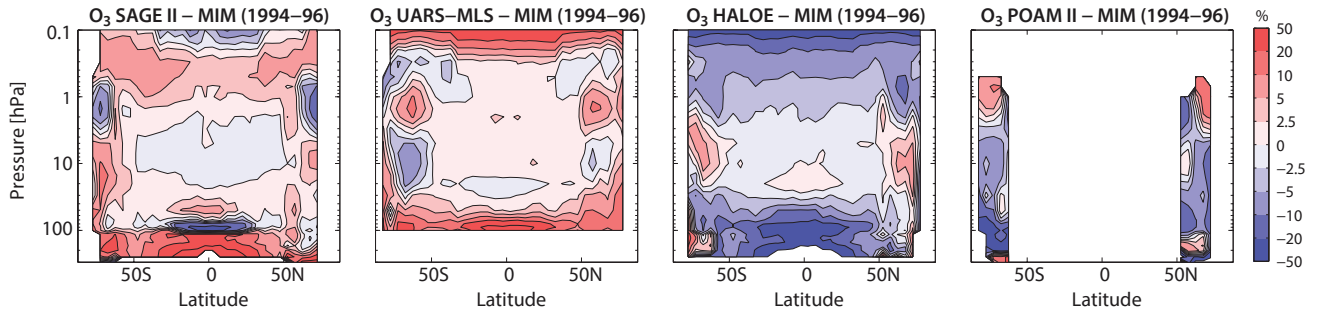 O₃ SAGE II – MIM (1994–96)
O₃ UARS–MLS – MIM (1994–96)
O₃ HALOE – MIM (1994–96)
O₃ POAM II – MIM (1994–96)
%
Pressure [hPa]
0.1
1
10
100
50S 0 50N
Latitude
50S 0 50N
Latitude
50S 0 50N
Latitude
50S 0 50N
Latitude
50
20
10
5
2.5
0
−2.5
−5
−10
−20
−50